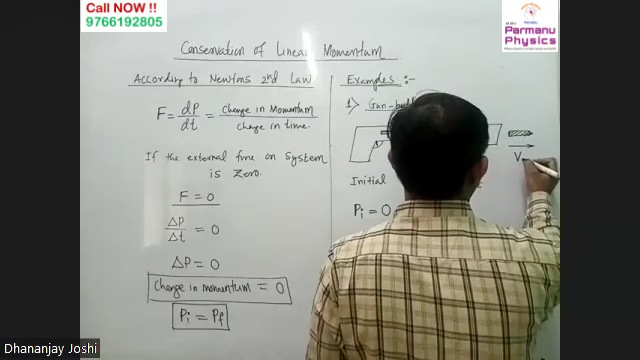 Call NOW !!
9766192805
Parmanu
Physics
Conservation of Linear Momentum
According to Newtons 2nd Law
F = dP/dt = Change in Momentum / Change in time.
If the external force on System
is Zero.
F = 0
ΔP/Δt = 0
ΔP = 0
Change in momentum = 0
Pi = Pf
Examples :-
1) Gun-bull
Initial
Pi = 0
V
Dhananjay Joshi